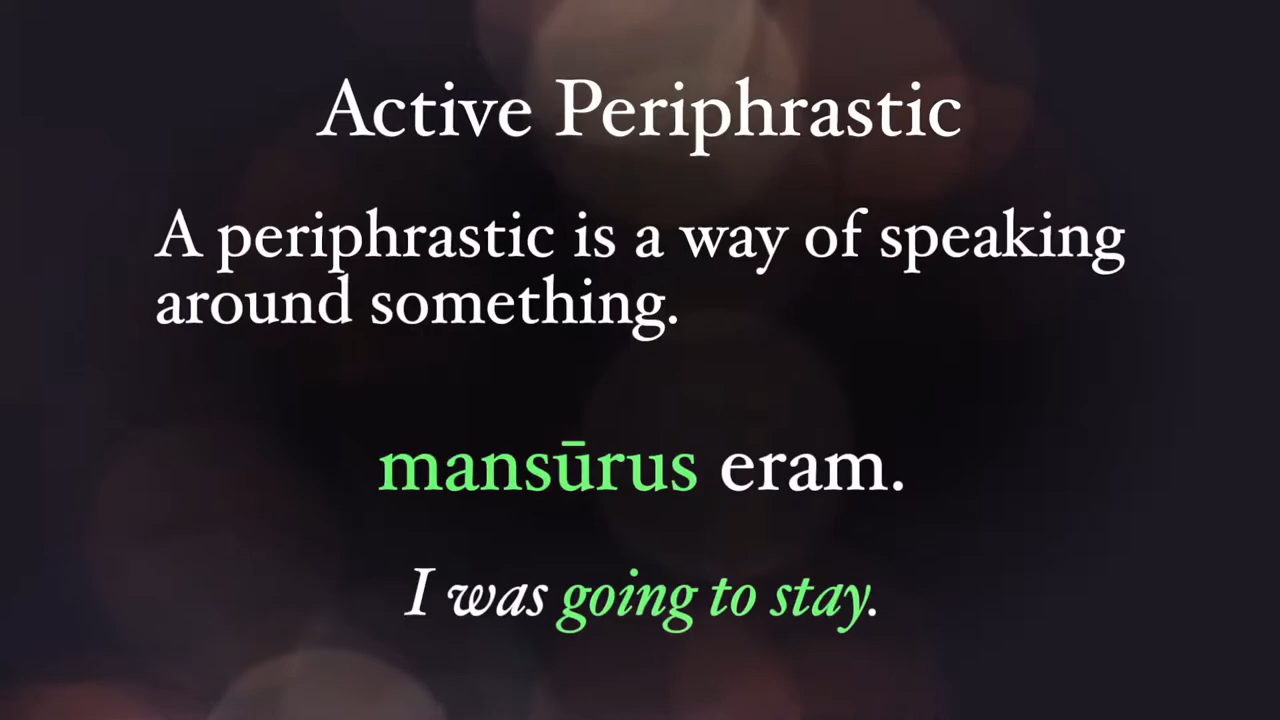 Active Periphrastic
A periphrastic is a way of speaking
around something.
mansūrus eram.
I was going to stay.